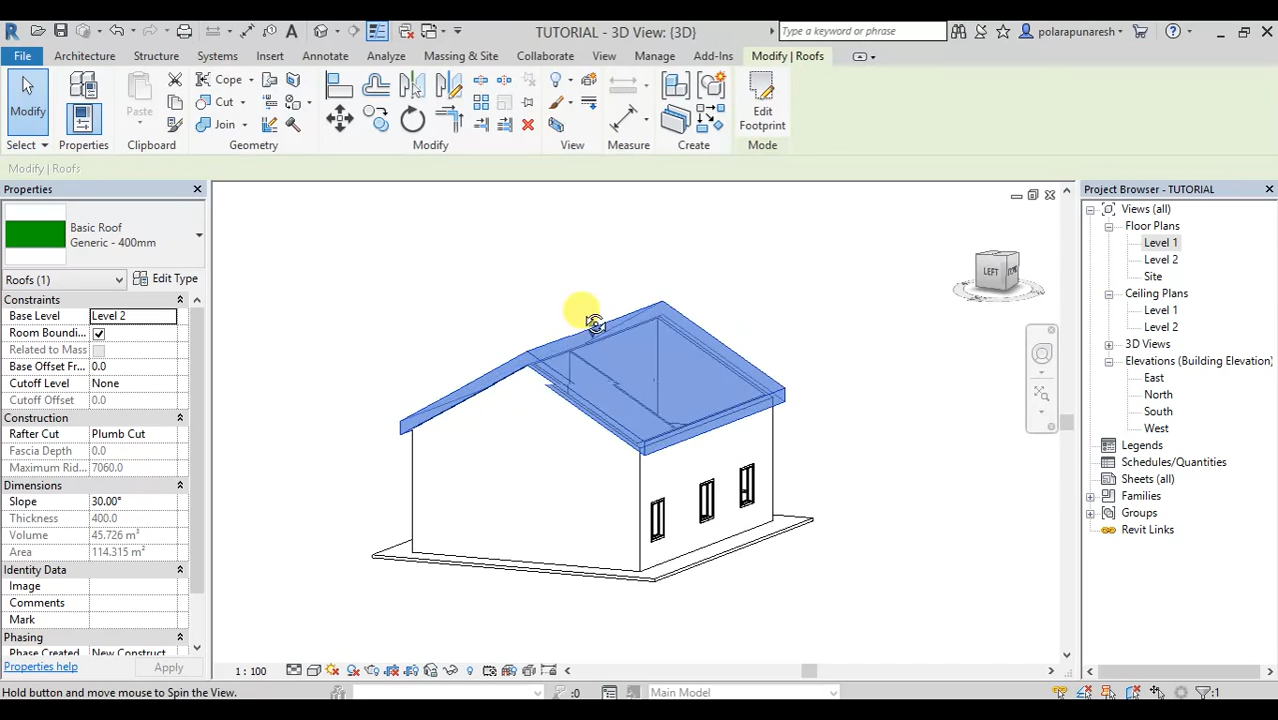 TUTORIAL - 3D View: {3D}
Type a keyword or phrase
polarapunaresh
File Architecture Structure Systems Insert Annotate Analyze Massing & Site Collaborate View Manage Add-Ins Modify | Roofs
Modify
Select
Properties
Paste
Clipboard
Cope
Cut
Join
Geometry
Modify
View
Measure
Create
Edit
Footprint
Mode
Modify | Roofs
Properties
Basic Roof
Generic - 400mm
Roofs (1)
Edit Type
Constraints
Base Level Level 2
Room Boundi...
Related to Mass
Base Offset Fr... 0.0
Cutoff Level None
Cutoff Offset 0.0
Construction
Rafter Cut Plumb Cut
Fascia Depth 0.0
Maximum Rid... 7060.0
Dimensions
Slope 30.00°
Thickness 400.0
Volume 45.726 m³
Area 114.315 m²
Identity Data
Image
Comments
Mark
Phasing
Phase Created New Construct
Properties help
Apply
LEFT
Project Browser - TUTORIAL
Views (all)
Floor Plans
Level 1
Level 2
Site
Ceiling Plans
Level 1
Level 2
3D Views
Elevations (Building Elevation)
East
North
South
West
Legends
Schedules/Quantities
Sheets (all)
Families
Groups
Revit Links
1 : 100
Hold button and move mouse to Spin the View.
:0
Main Model
:1